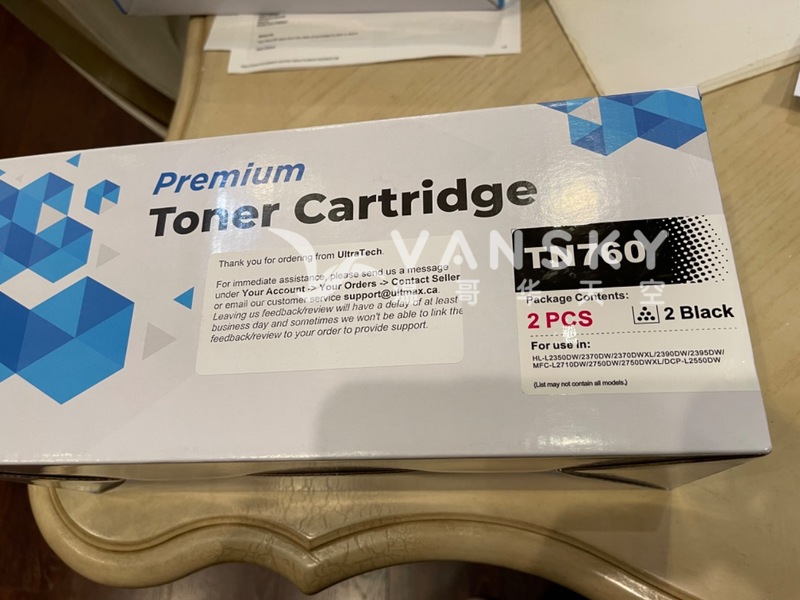 Premium
Toner Cartridge
Thank you for ordering from UltraTech.
For immediate assistance, please send us a message
under Your Account -> Your Orders -> Contact Seller
or email our customer service support@ultmax.ca.
Leaving us feedback/review will have a delay of at least
business day and sometimes we won't be able to link the
feedback/review to your order to provide support.
TN760
Package Contents:
2 PCS
2 Black
For use in:
HL-L2350DW/2370DW/2370DWXL/2390DW/2395DW/
MFC-L2710DW/2750DW/2750DWXL/DCP-L2550DW
(List may not contain all models.)
VANSKY
哥华天空